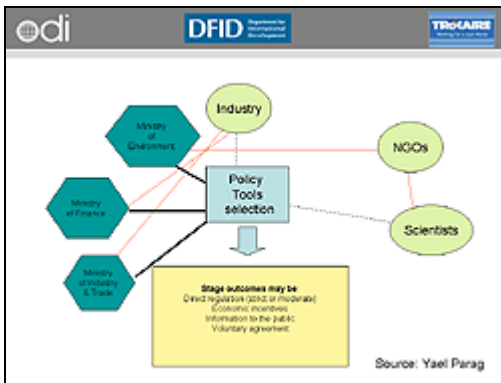 odi
DFID
Department for
International
Development
TRÓCAIRE
Working for a Just World
Industry
Ministry
of
Environment
NGOs
Policy
Tools
selection
Ministry
of Finance
Scientists
Ministry
of Industry
& Trade
Stage outcomes may be
Direct regulation (strict or moderate)
Economic incentives
Information to the public
Voluntary agreement
Source: Yael Parag